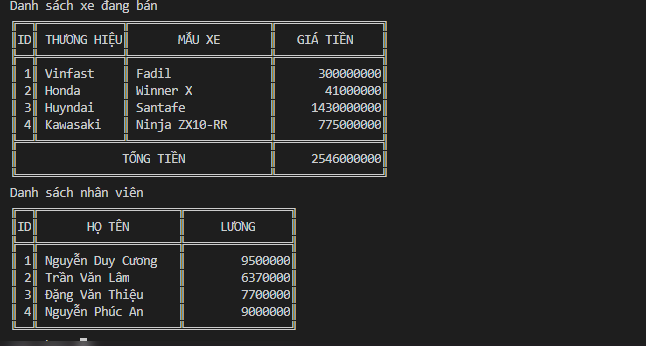 Danh sách xe đang bán
ID THƯƠNG HIỆU MẪU XE GIÁ TIỀN
1 Vinfast Fadil 300000000
2 Honda Winner X 41000000
3 Huyndai Santafe 1430000000
4 Kawasaki Ninja ZX10-RR 775000000
TỔNG TIỀN 2546000000
Danh sách nhân viên
ID HỌ TÊN LƯƠNG
1 Nguyễn Duy Cương 9500000
2 Trần Văn Lâm 6370000
3 Đặng Văn Thiệu 7700000
4 Nguyễn Phúc An 9000000